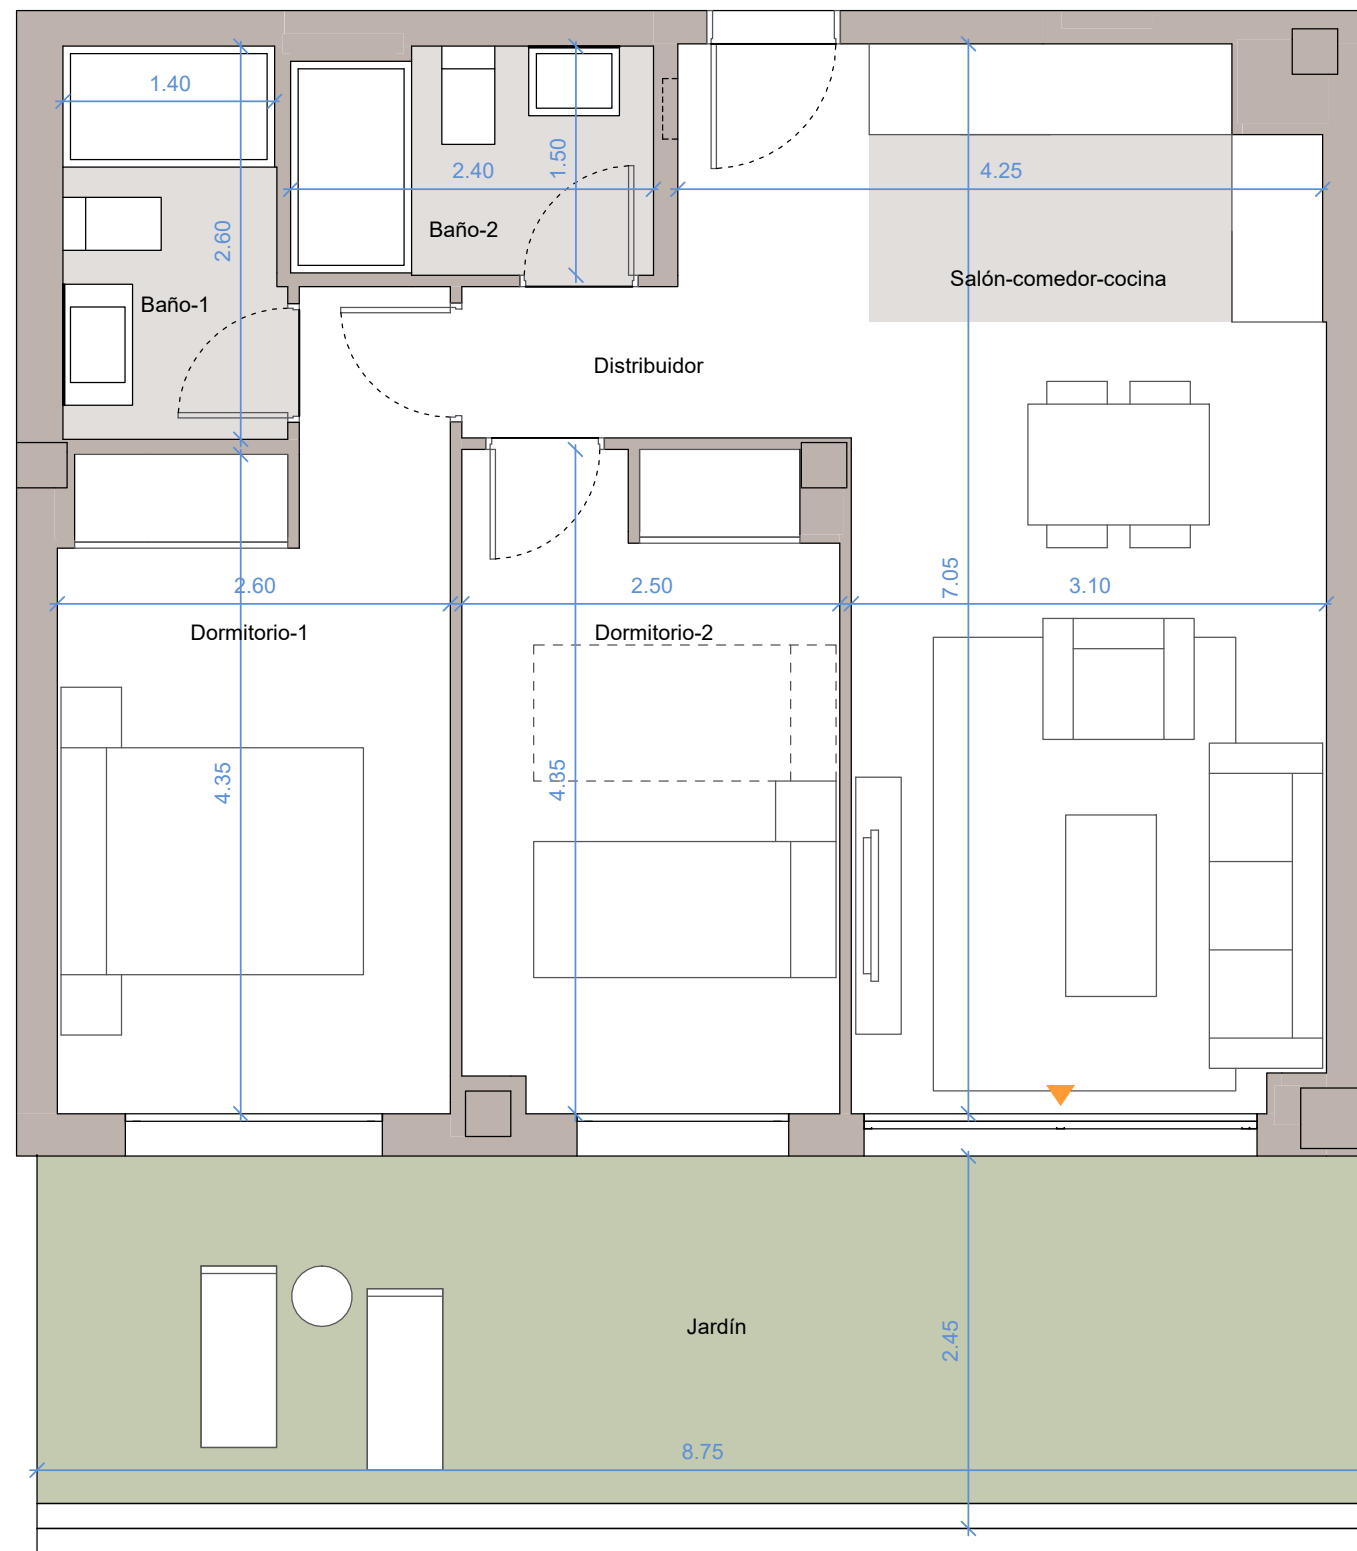 1.40
2.40
1.50
4.25
2.60
Baño-2
Salón-comedor-cocina
Baño-1
Distribuidor
2.60
2.50
7.05
3.10
Dormitorio-1
Dormitorio-2
4.35
4.35
Jardín
2.45
8.75